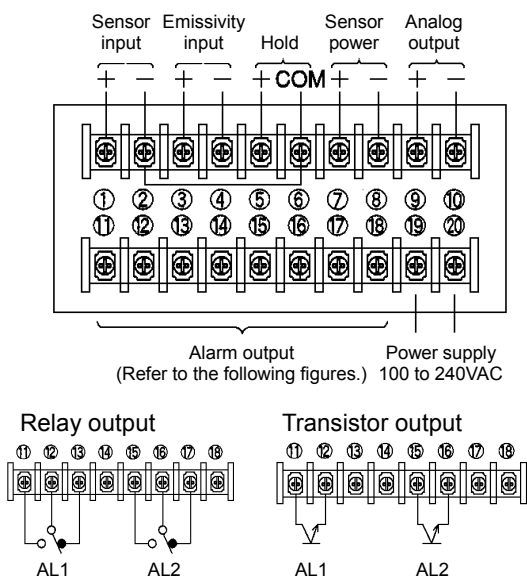 Sensor Emissivity Sensor Analog
input input Hold power output
+ − + − + COM + − + −
① ② ③ ④ ⑤ ⑥ ⑦ ⑧ ⑨ ⑩
⑪ ⑫ ⑬ ⑭ ⑮ ⑯ ⑰ ⑱ ⑲ ⑳
Alarm output Power supply
(Refer to the following figures.) 100 to 240VAC
Relay output Transistor output
⑪ ⑫ ⑬ ⑭ ⑮ ⑯ ⑰ ⑱ ⑪ ⑫ ⑬ ⑭ ⑮ ⑯ ⑰ ⑱
AL1 AL2 AL1 AL2